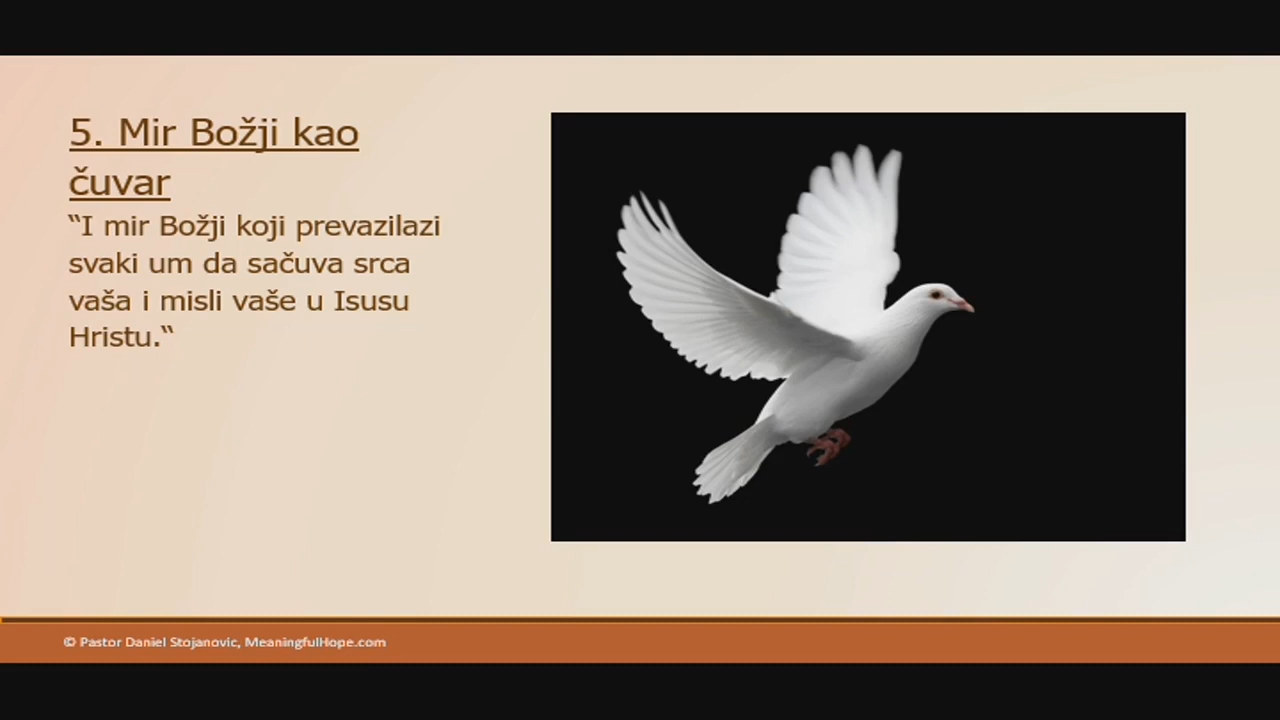 5. Mir Božji kao
čuvar
“I mir Božji koji prevazilazi
svaki um da sačuva srca
vaša i misli vaše u Isusu
Hristu.“
© Pastor Daniel Stojanovic, MeaningfulHope.com